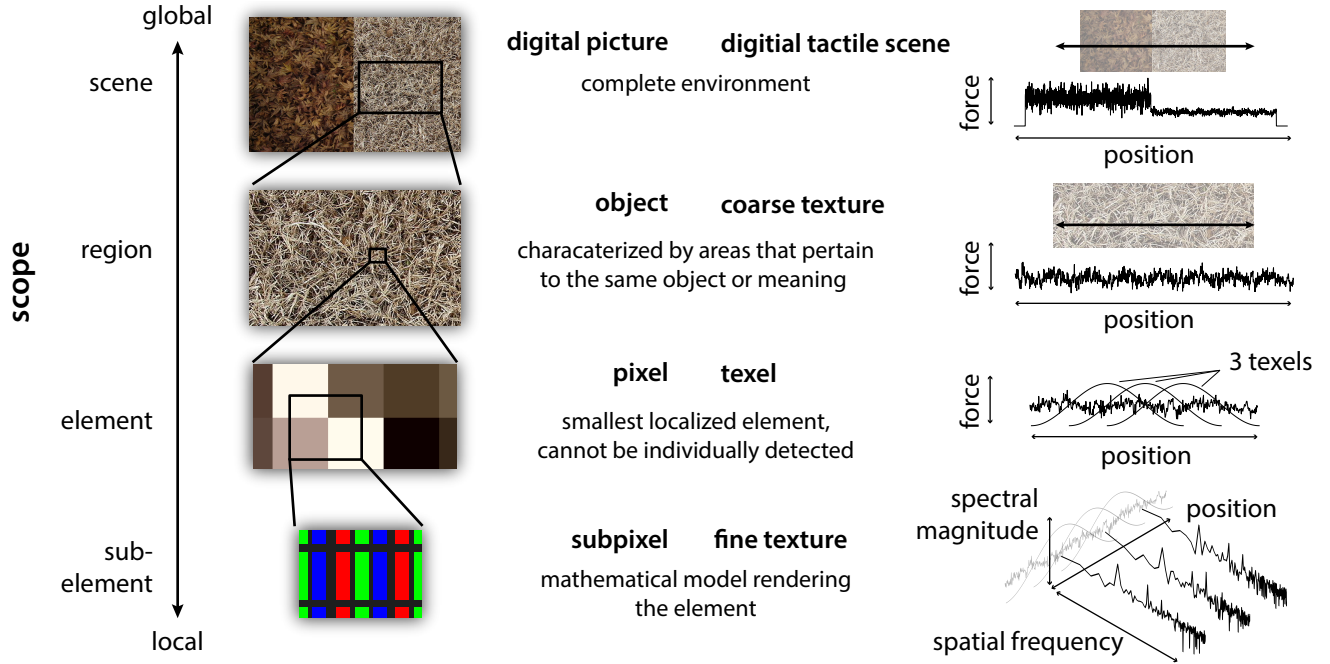 global
scope
scene
digital picture digitial tactile scene
complete environment
force
position
region
object coarse texture
characaterized by areas that pertain
to the same object or meaning
force
position
element
pixel texel
smallest localized element,
cannot be individually detected
3 texels
force
position
sub-
element
subpixel fine texture
mathematical model rendering
the element
spectral
magnitude
position
spatial frequency
local